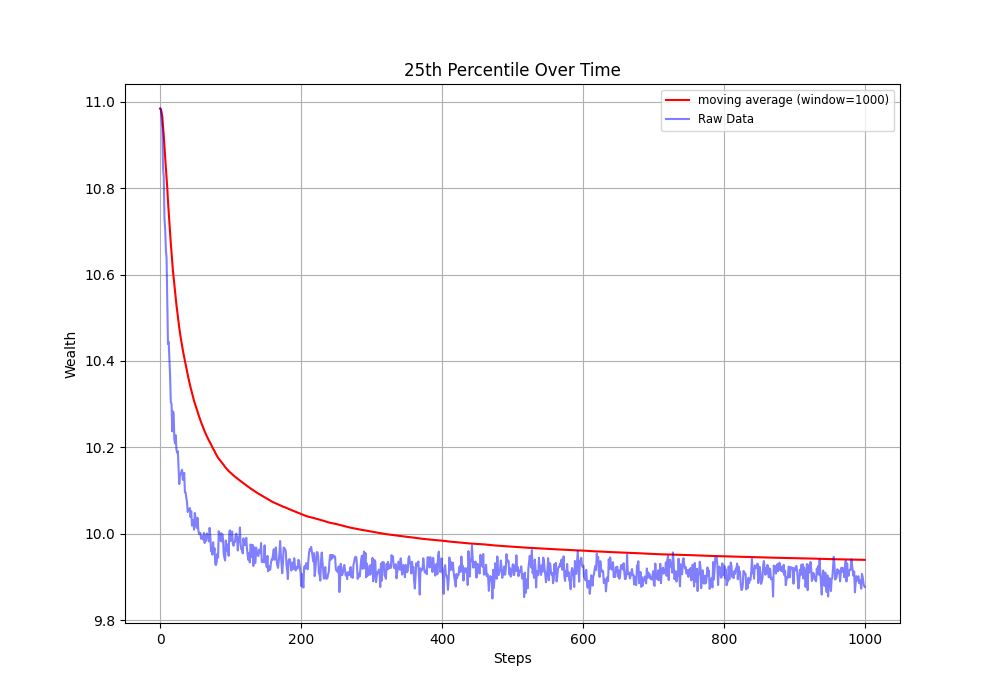 25th Percentile Over Time
moving average (window=1000)
Raw Data
Wealth
11.0
10.8
10.6
10.4
10.2
10.0
9.8
0 200 400 600 800 1000
Steps